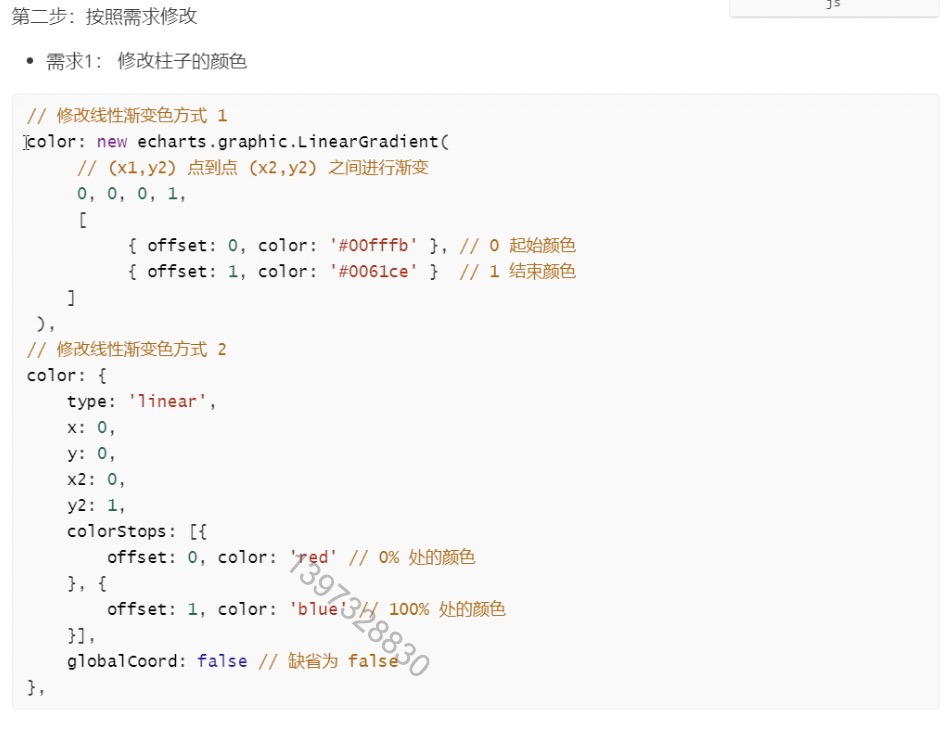 js
第二步：按照需求修改
• 需求1： 修改柱子的颜色
// 修改线性渐变色方式 1
color: new echarts.graphic.LinearGradient(
// (x1,y2) 点到点 (x2,y2) 之间进行渐变
0, 0, 0, 1,
[
{ offset: 0, color: '#00fffb' }, // 0 起始颜色
{ offset: 1, color: '#0061ce' }  // 1 结束颜色
]
),
// 修改线性渐变色方式 2
color: {
type: 'linear',
x: 0,
y: 0,
x2: 0,
y2: 1,
colorStops: [{
offset: 0, color: 'red' // 0% 处的颜色
}, {
offset: 1, color: 'blue' // 100% 处的颜色
}],
globalCoord: false // 缺省为 false
},
1397328830